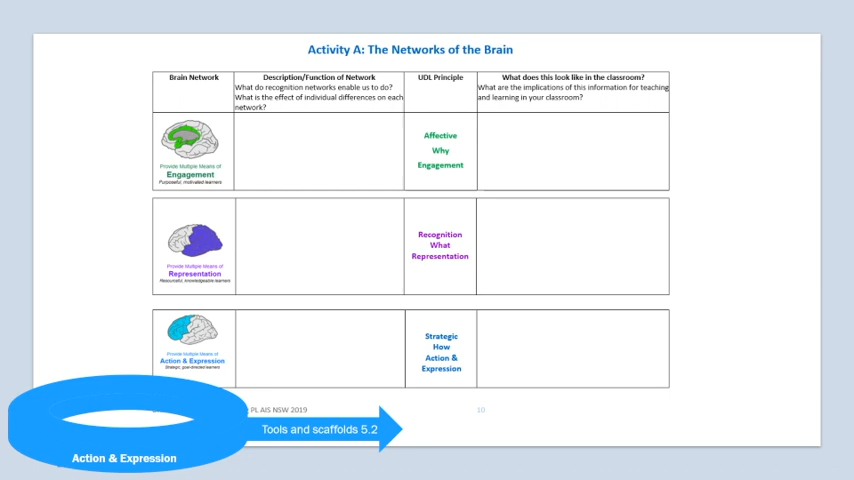 Activity A: The Networks of the Brain
Brain Network
Description/Function of Network
What do recognition networks enable us to do?
What is the effect of individual differences on each
network?
UDL Principle
What does this look like in the classroom?
What are the implications of this information for teaching
and learning in your classroom?
Provide Multiple Means of
Engagement
Purposeful, motivated learners
Affective
Why
Engagement
Provide Multiple Means of
Representation
Resourceful, knowledgeable learners
Recognition
What
Representation
Provide Multiple Means of
Action & Expression
Strategic, goal-directed learners
Strategic
How
Action &
Expression
PL AIS NSW 2019
10
Tools and scaffolds 5.2
Action & Expression